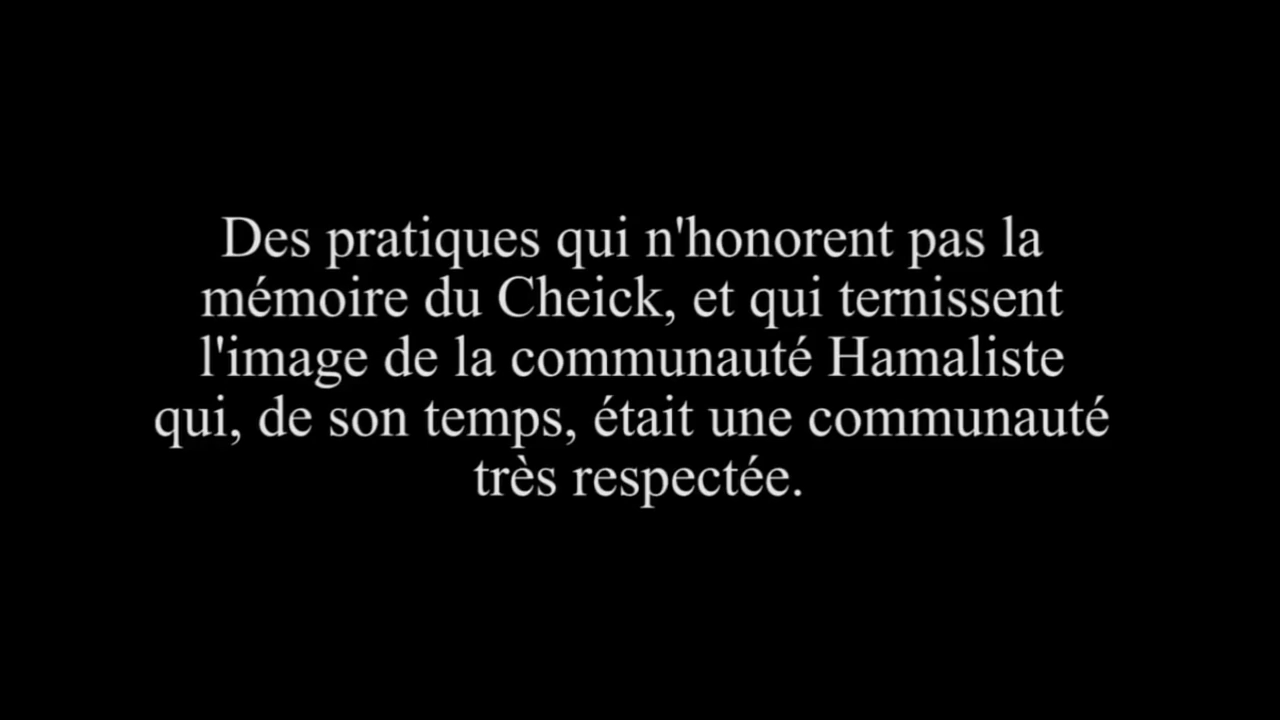 Des pratiques qui n'honorent pas la
mémoire du Cheick, et qui ternissent
l'image de la communauté Hamaliste
qui, de son temps, était une communauté
très respectée.